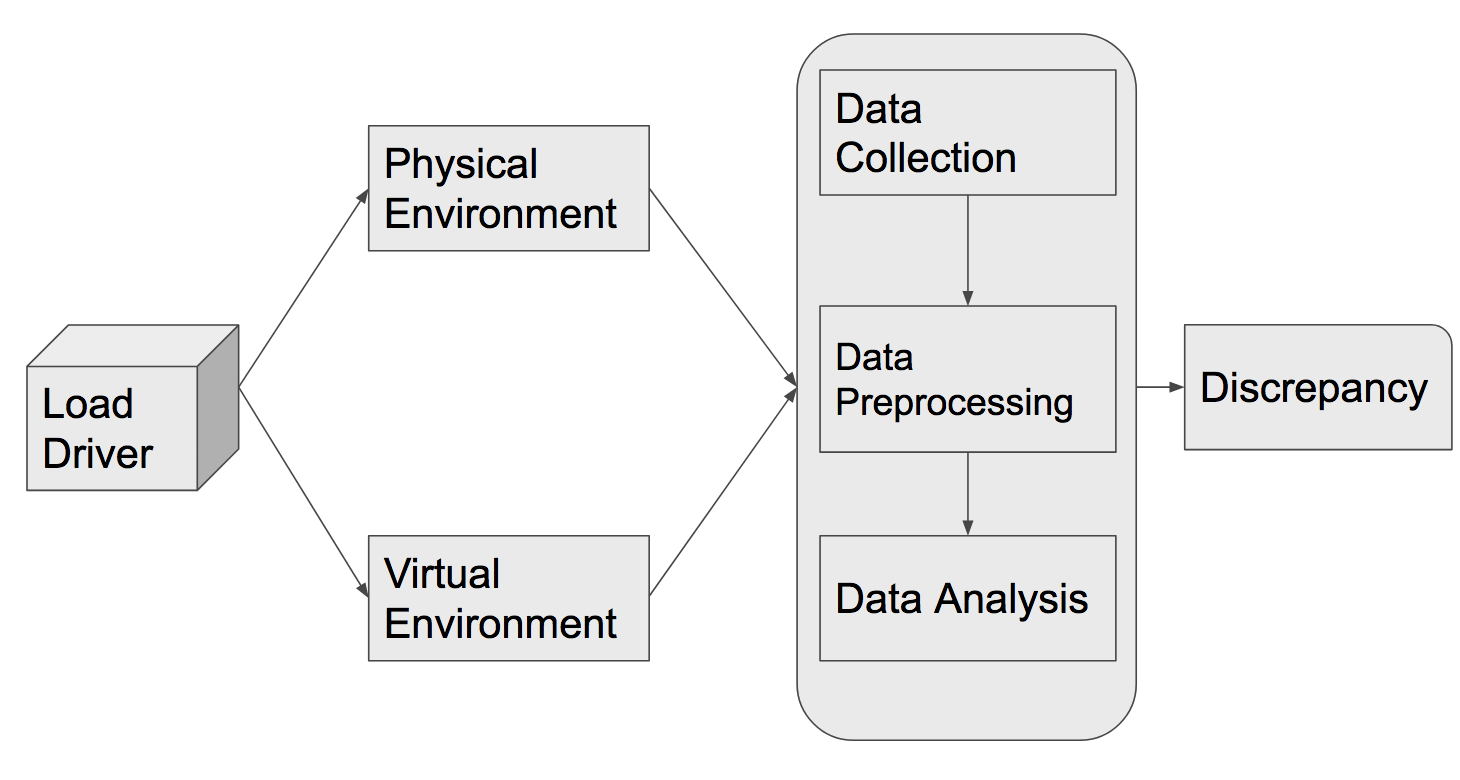 Load
Driver
Physical
Environment
Virtual
Environment
Data
Collection
Data
Preprocessing
Data Analysis
Discrepancy